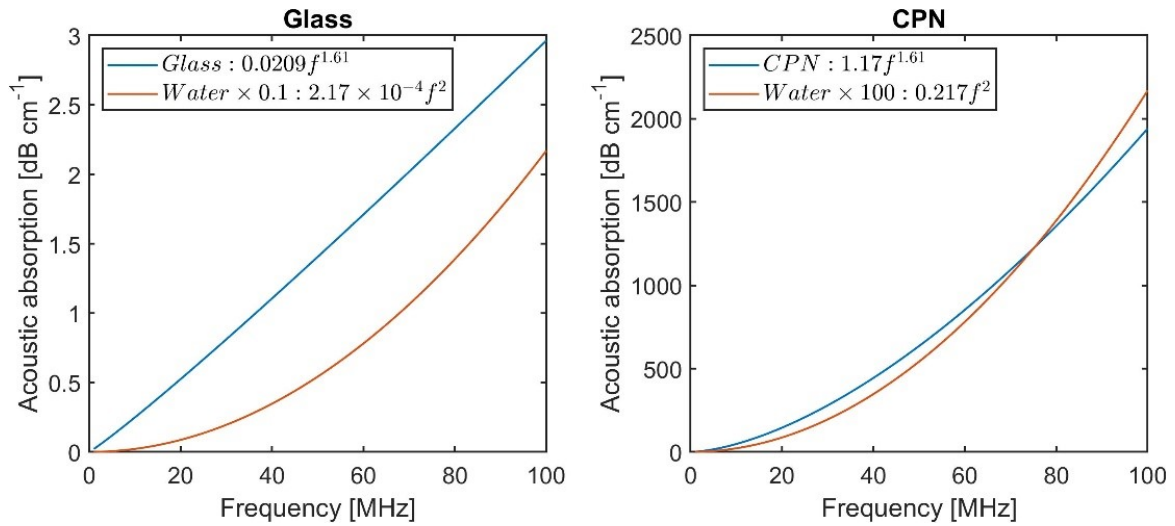 Glass
3
2.5
2
1.5
1
0.5
0
Acoustic absorption [dB cm⁻¹]
Glass : 0.0209f^{1.61}
Water × 0.1 : 2.17 × 10^{-4}f^{2}
0 20 40 60 80 100
Frequency [MHz]
CPN
2500
2000
1500
1000
500
0
Acoustic absorption [dB cm⁻¹]
CPN : 1.17f^{1.61}
Water × 100 : 0.217f^{2}
0 20 40 60 80 100
Frequency [MHz]